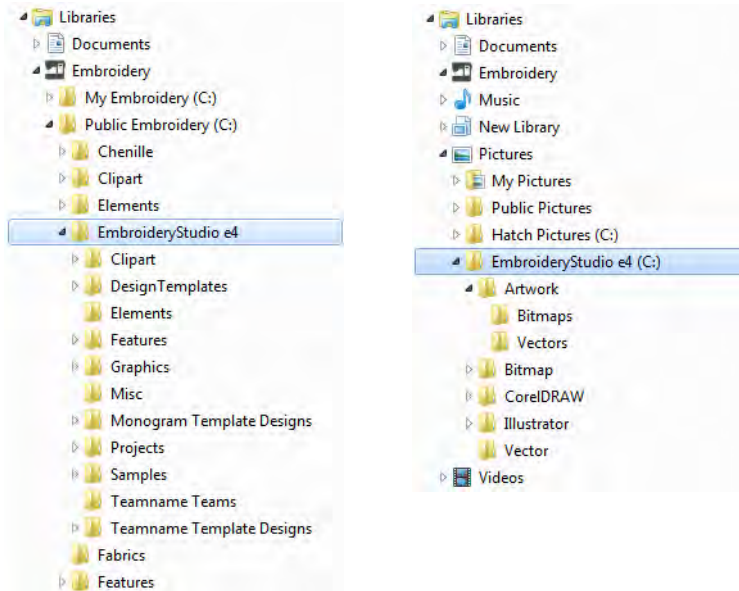 Libraries
Documents
Embroidery
My Embroidery (C:)
Public Embroidery (C:)
Chenille
Clipart
Elements
EmbroideryStudio e4
Clipart
DesignTemplates
Elements
Features
Graphics
Misc
Monogram Template Designs
Projects
Samples
Teamname Teams
Teamname Template Designs
Fabrics
Features
Libraries
Documents
Embroidery
Music
New Library
Pictures
My Pictures
Public Pictures
Hatch Pictures (C:)
EmbroideryStudio e4 (C:)
Artwork
Bitmaps
Vectors
Bitmap
CorelDRAW
Illustrator
Vector
Videos